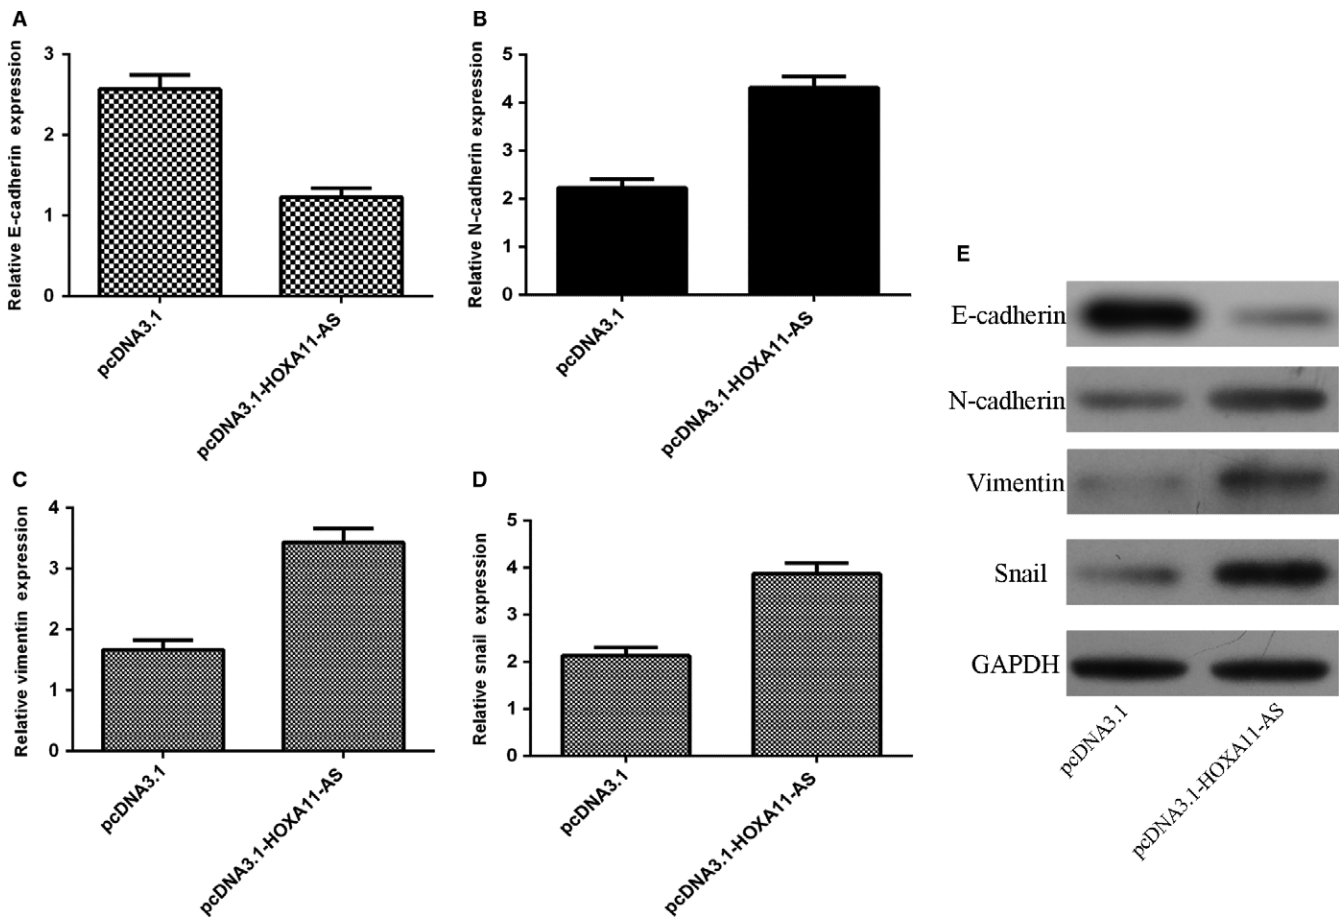 A
Relative E-cadherin expression
3
2
1
0
pcDNA3.1
pcDNA3.1-HOXA11-AS
B
Relative N-cadherin expression
5
4
3
2
1
0
pcDNA3.1
pcDNA3.1-HOXA11-AS
C
Relative vimentin expression
4
3
2
1
0
pcDNA3.1
pcDNA3.1-HOXA11-AS
D
Relative snail expression
5
4
3
2
1
0
pcDNA3.1
pcDNA3.1-HOXA11-AS
E
E-cadherin
N-cadherin
Vimentin
Snail
GAPDH
pcDNA3.1
pcDNA3.1-HOXA11-AS